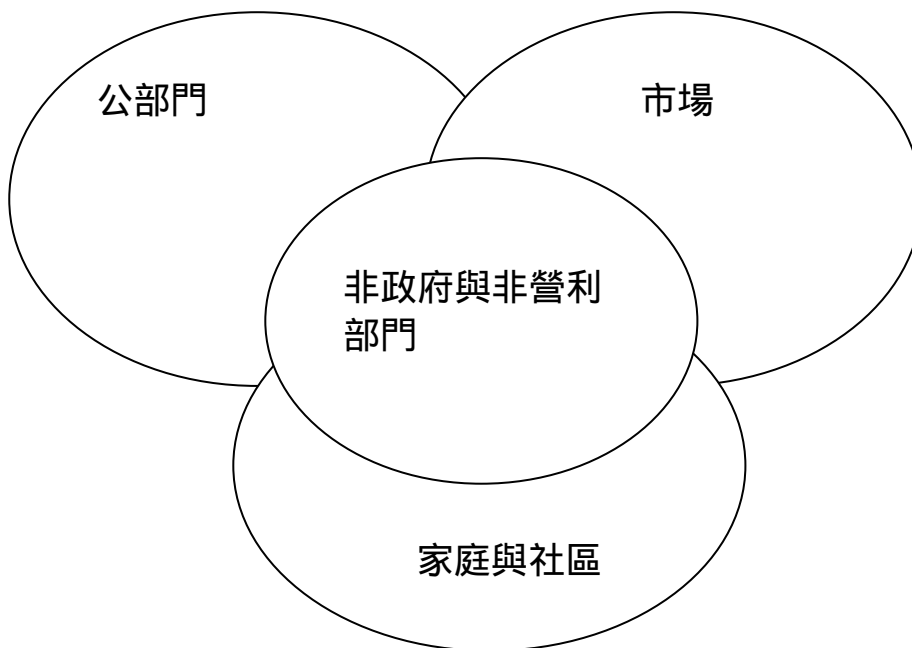 公部門
市場
非政府與非營利
部門
家庭與社區